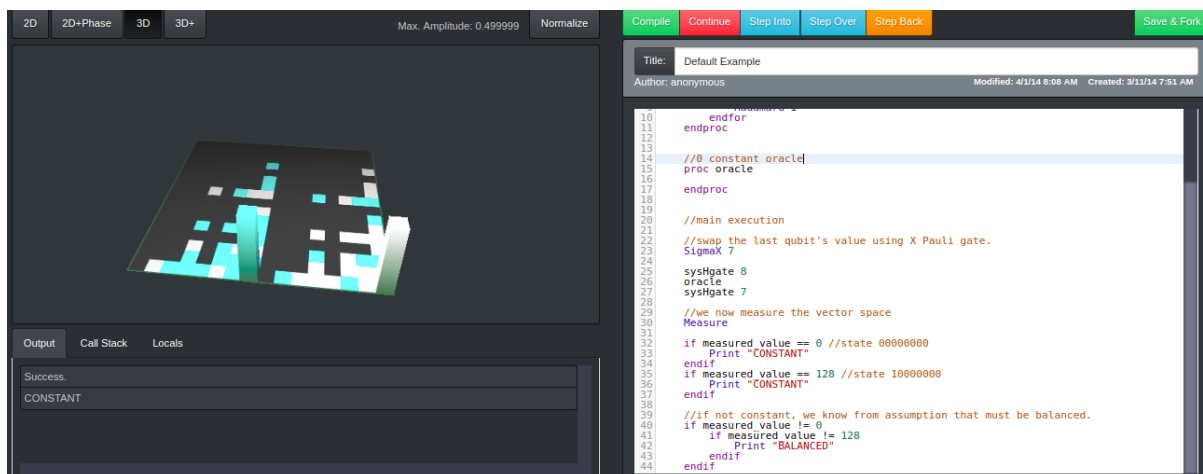 2D 2D+Phase 3D 3D+ Max. Amplitude: 0.499999 Normalize
Output Call Stack Locals
Success.
CONSTANT
Compile Continue Step Into Step Over Step Back Save & Fork
Title: Default Example
Author: anonymous Modified: 4/1/14 8:08 AM Created: 3/11/14 7:51 AM
10 endfor
11 endproc
12
13
14 //0 constant oracle
15 proc oracle
16
17 endproc
18
19
20 //main execution
21
22 //swap the last qubit's value using X Pauli gate.
23 SigmaX 7
24
25 sysHgate 8
26 oracle
27 sysHgate 7
28
29 //we now measure the vector space
30 Measure
31
32 if measured_value == 0 //state 00000000
33 Print "CONSTANT"
34 endif
35 if measured_value == 128 //state 10000000
36 Print "CONSTANT"
37 endif
38
39 //if not constant, we know from assumption that must be balanced.
40 if measured_value != 0
41 if measured_value != 128
42 Print "BALANCED"
43 endif
44 endif